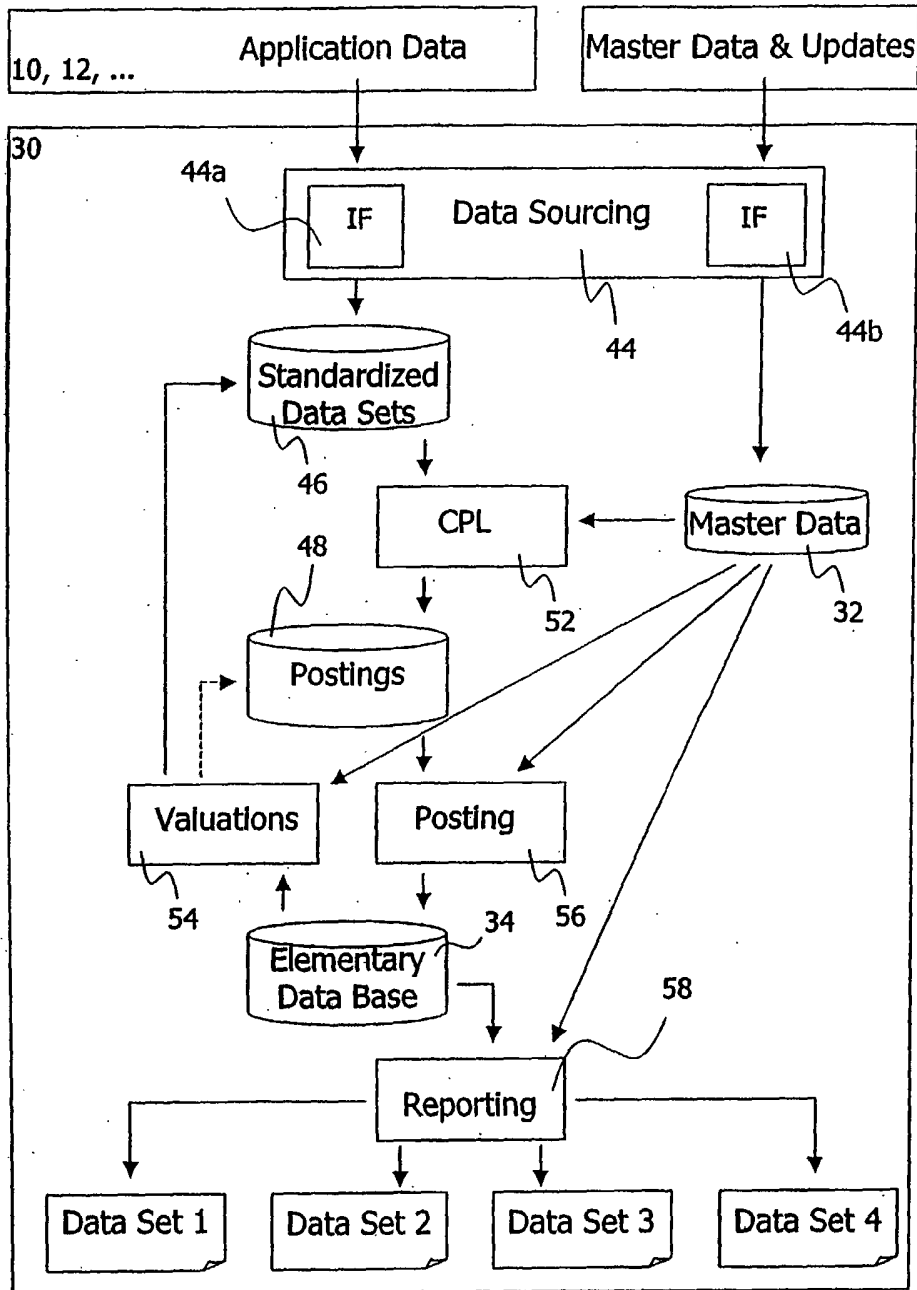 Application Data
10, 12, ...
Master Data & Updates
30
44a
IF
Data Sourcing
IF
44
44b
Standardized
Data Sets
46
CPL
Master Data
48
52
32
Postings
Valuations
Posting
54
56
34
Elementary
Data Base
58
Reporting
Data Set 1
Data Set 2
Data Set 3
Data Set 4